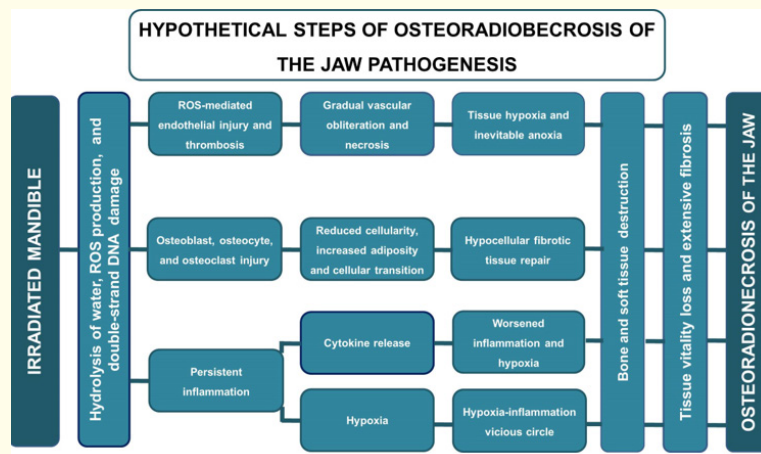 HYPOTHETICAL STEPS OF OSTEORADIOBECROSIS OF
THE JAW PATHOGENESIS
IRRADIATED MANDIBLE
Hydrolysis of water, ROS production, and
double-strand DNA damage
ROS-mediated
endothelial injury and
thrombosis
Gradual vascular
obliteration and
necrosis
Tissue hypoxia and
inevitable anoxia
Osteoblast, osteocyte,
and osteoclast injury
Reduced cellularity,
increased adiposity
and cellular transition
Hypocellular fibrotic
tissue repair
Persistent
inflammation
Cytokine release
Worsened
inflammation and
hypoxia
Hypoxia
Hypoxia-inflammation
vicious circle
Bone and soft tissue destruction
Tissue vitality loss and extensive fibrosis
OSTEORADIONECROSIS OF THE JAW